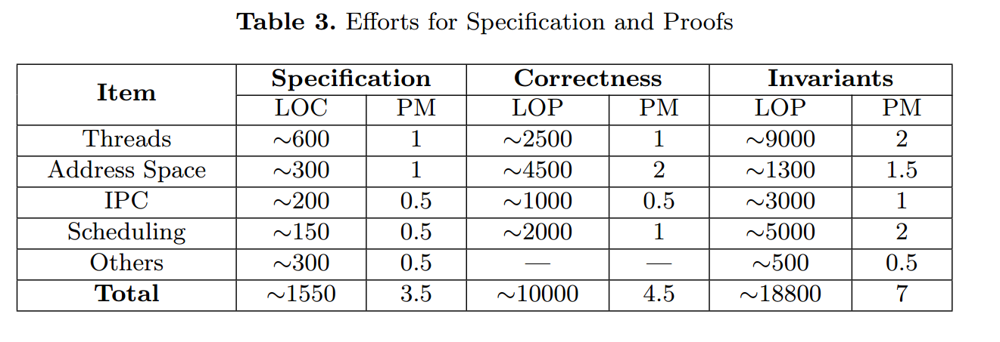 Table 3. Efforts for Specification and Proofs
Item Specification Correctness Invariants
LOC PM LOP PM LOP PM
Threads ~600 1 ~2500 1 ~9000 2
Address Space ~300 1 ~4500 2 ~1300 1.5
IPC ~200 0.5 ~1000 0.5 ~3000 1
Scheduling ~150 0.5 ~2000 1 ~5000 2
Others ~300 0.5 — — ~500 0.5
Total ~1550 3.5 ~10000 4.5 ~18800 7